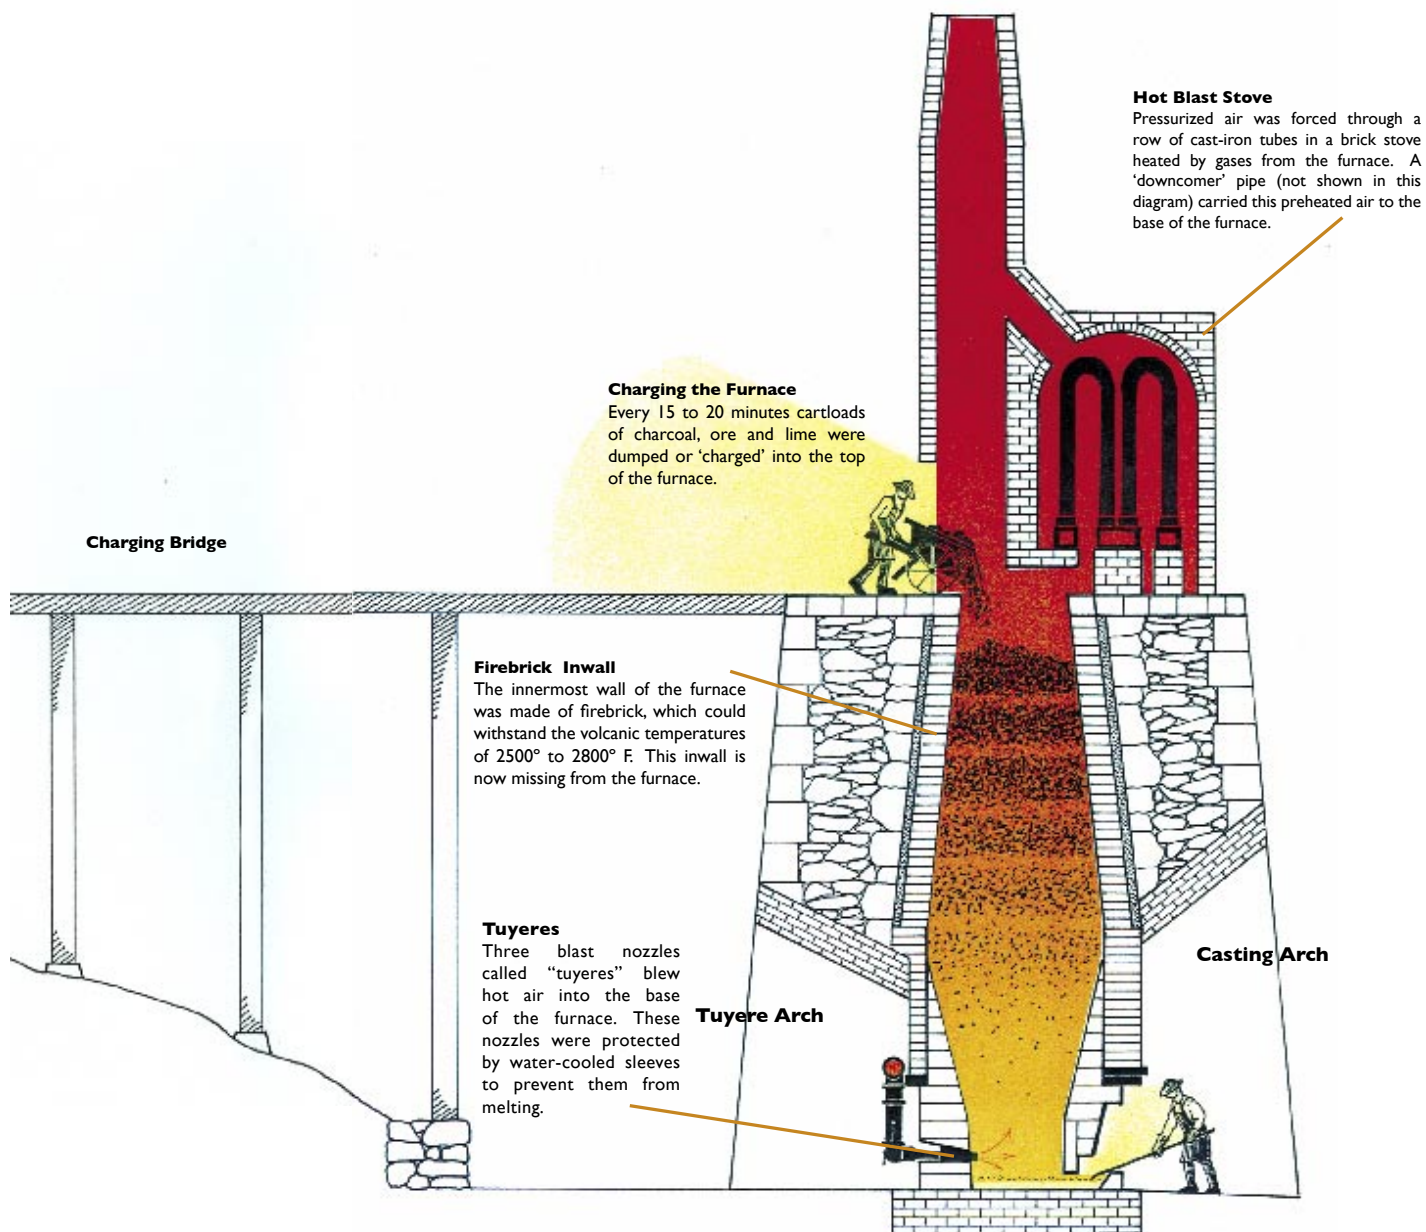 Hot Blast Stove
Pressurized air was forced through a
row of cast-iron tubes in a brick stove
heated by gases from the furnace. A
‘downcomer’ pipe (not shown in this
diagram) carried this preheated air to the
base of the furnace.
Charging the Furnace
Every 15 to 20 minutes cartloads
of charcoal, ore and lime were
dumped or ‘charged’ into the top
of the furnace.
Charging Bridge
Firebrick Inwall
The innermost wall of the furnace
was made of firebrick, which could
withstand the volcanic temperatures
of 2500º to 2800º F. This inwall is
now missing from the furnace.
Tuyeres
Three blast nozzles
called “tuyeres” blew
hot air into the base
of the furnace. These
nozzles were protected
by water-cooled sleeves
to prevent them from
melting.
Tuyere Arch
Casting Arch